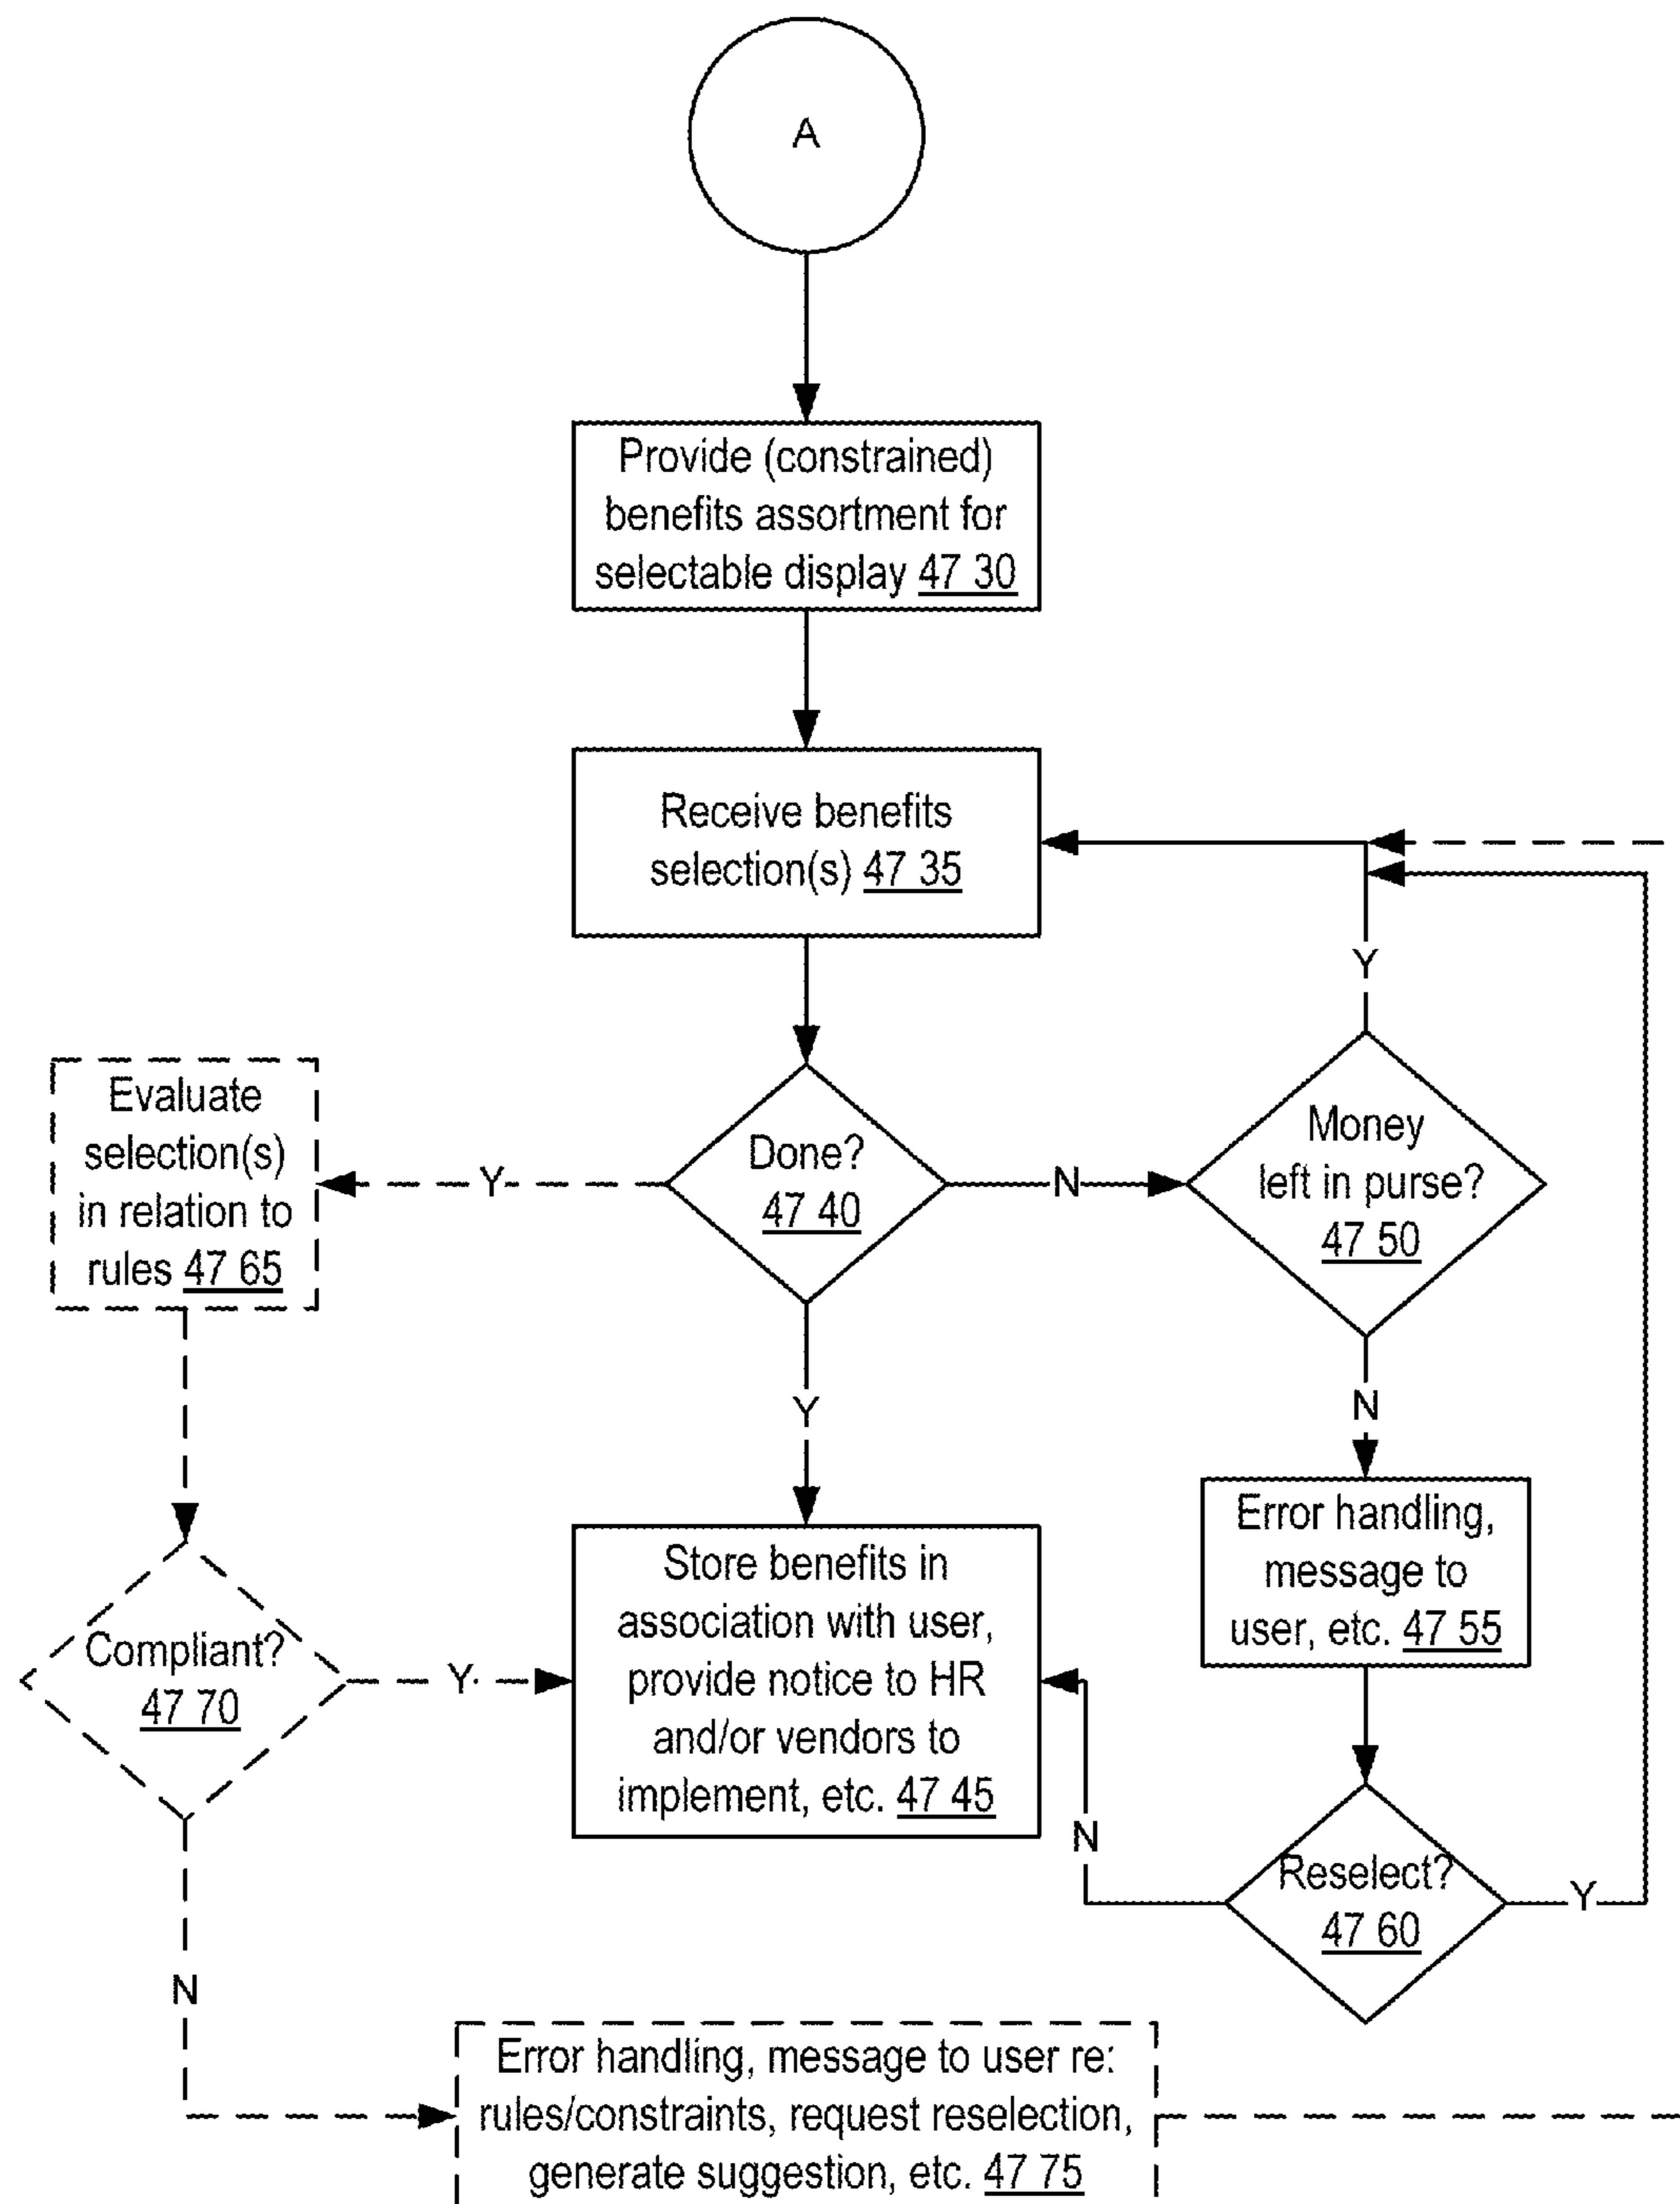 A
Provide (constrained)
benefits assortment for
selectable display 47 30
Receive benefits
selection(s) 47 35
Y
Evaluate
selection(s)
in relation to
rules 47 65
Y
Done?
47 40
N
Money
left in purse?
47 50
Y
N
Error handling,
message to
user, etc. 47 55
Store benefits in
association with user,
provide notice to HR
and/or vendors to
implement, etc. 47 45
Compliant?
47 70
Y
N
Reselect?
47 60
Y
N
Error handling, message to user re:
rules/constraints, request reselection,
generate suggestion, etc. 47 75